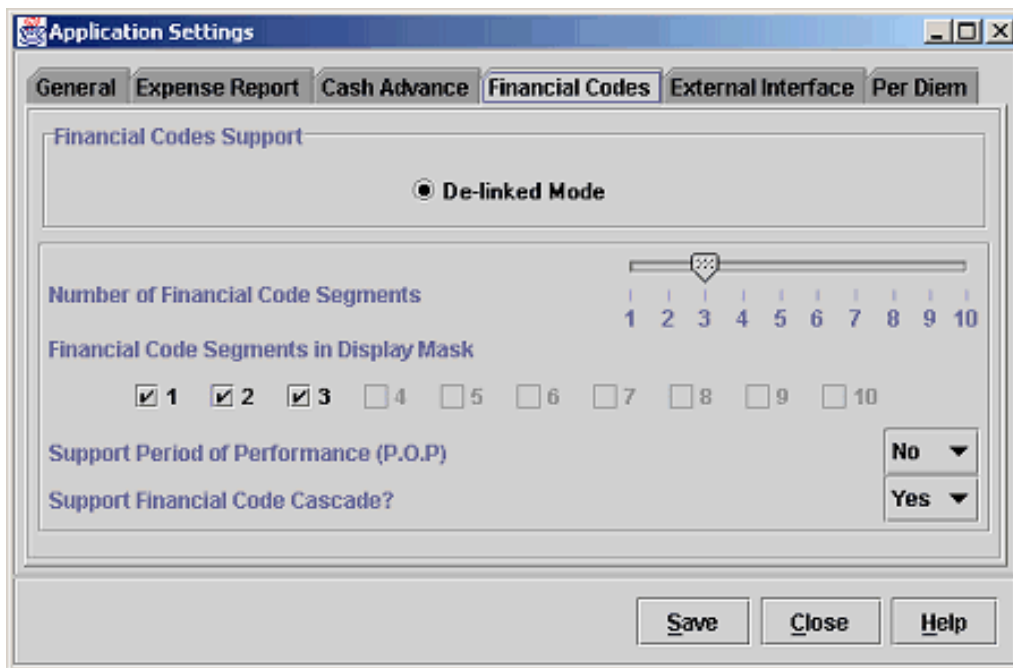 Application Settings
General Expense Report Cash Advance Financial Codes External Interface Per Diem
Financial Codes Support
De-linked Mode
Number of Financial Code Segments
1 2 3 4 5 6 7 8 9 10
Financial Code Segments in Display Mask
1 2 3 4 5 6 7 8 9 10
Support Period of Performance (P.O.P) No
Support Financial Code Cascade? Yes
Save Close Help